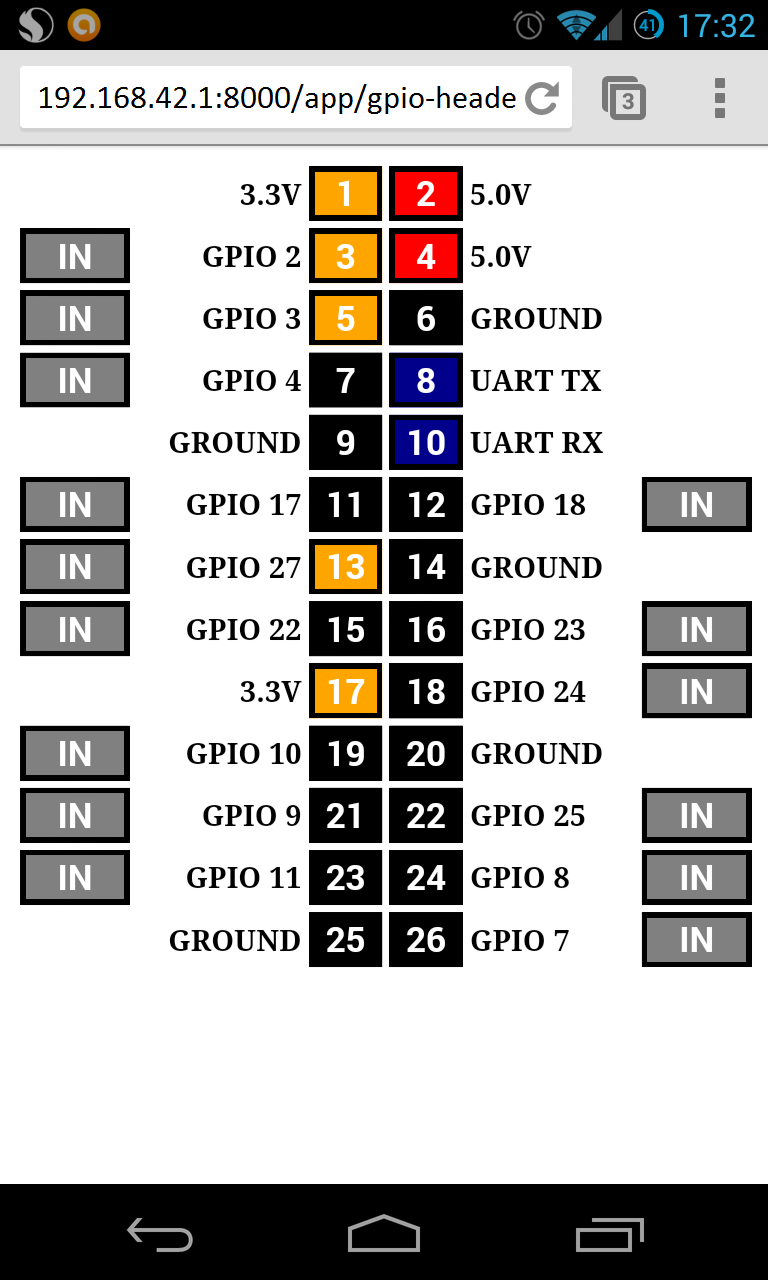 41 17:32
192.168.42.1:8000/app/gpio-heade 3
3.3V 1 2 5.0V
IN GPIO 2 3 4 5.0V
IN GPIO 3 5 6 GROUND
IN GPIO 4 7 8 UART TX
GROUND 9 10 UART RX
IN GPIO 17 11 12 GPIO 18 IN
IN GPIO 27 13 14 GROUND
IN GPIO 22 15 16 GPIO 23 IN
3.3V 17 18 GPIO 24 IN
IN GPIO 10 19 20 GROUND
IN GPIO 9 21 22 GPIO 25 IN
IN GPIO 11 23 24 GPIO 8 IN
GROUND 25 26 GPIO 7 IN